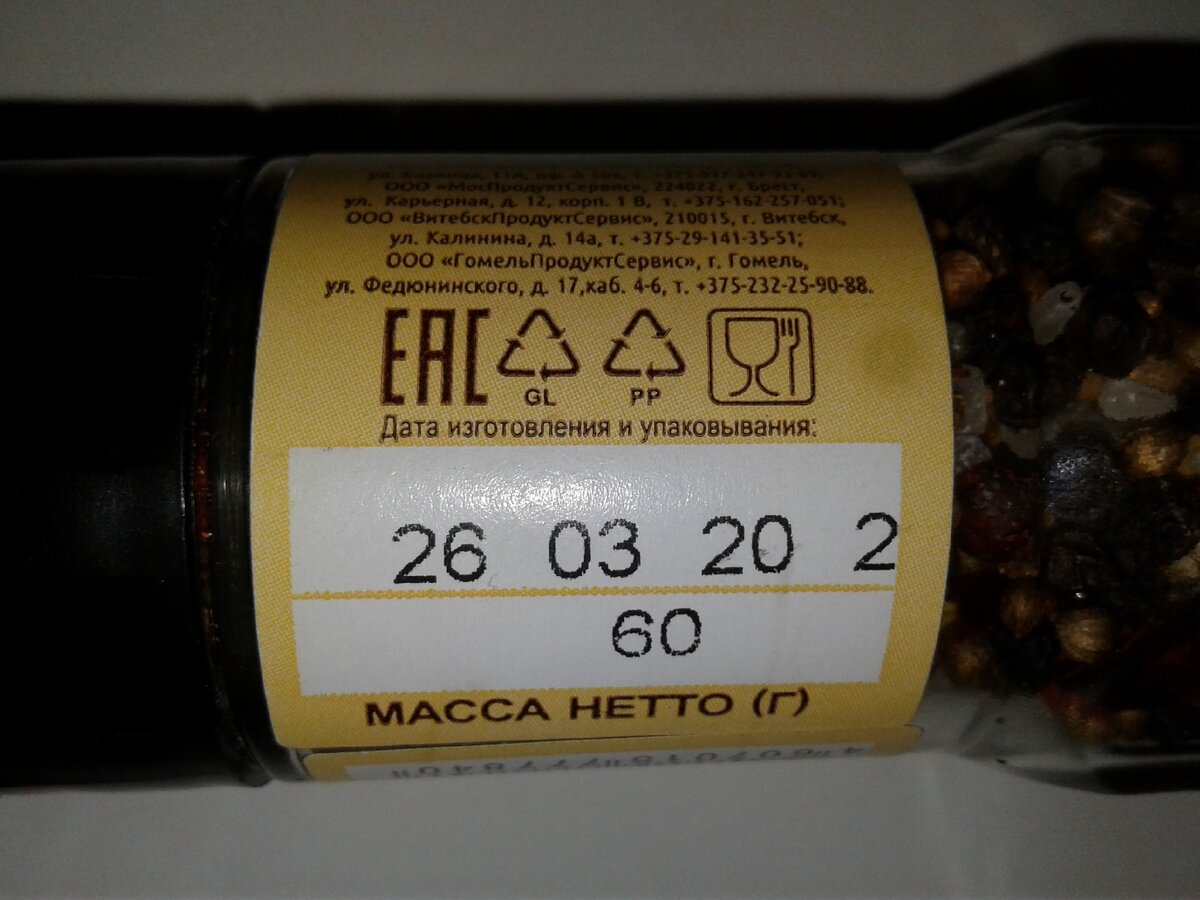 ООО «МосПродуктСервис», 224022, г. Брест,
ул. Карьерная, д. 12, корп. 1 В, т. +375-162-257-051;
ООО «ВитебскПродуктСервис», 210015, г. Витебск,
ул. Калинина, д. 14а, т. +375-29-141-35-51;
ООО «ГомельПродуктСервис», г. Гомель,
ул. Федюнинского, д. 17,каб. 4-6, т. +375-232-25-90-88.
EAC
GL PP
Дата изготовления и упаковывания:
26 03 20 2
60
МАССА НЕТТО (Г)